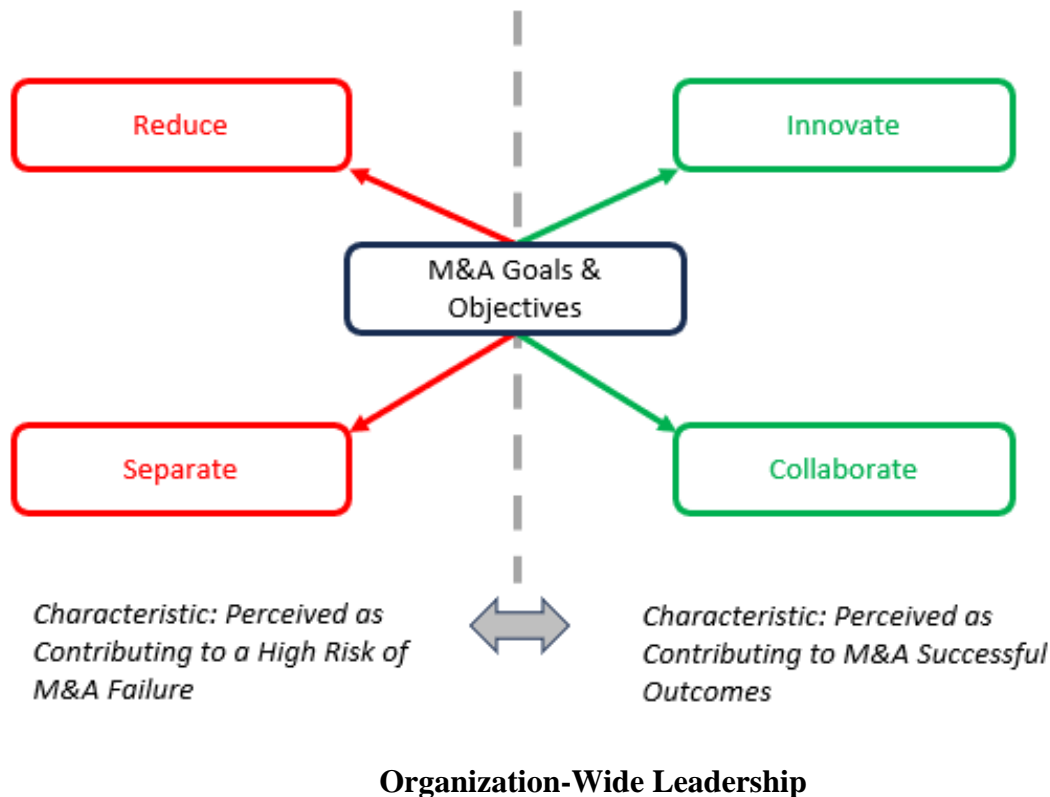 Reduce
Innovate
M&A Goals &
Objectives
Separate
Collaborate
Characteristic: Perceived as
Contributing to a High Risk of
M&A Failure
Characteristic: Perceived as
Contributing to M&A Successful
Outcomes
Organization-Wide Leadership